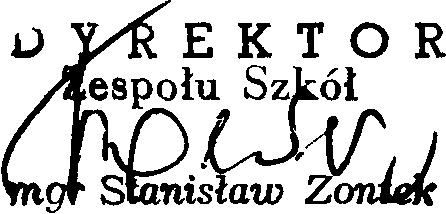 DYREKTOR
Zespołu Szkół
mgr Stanisław Zontek